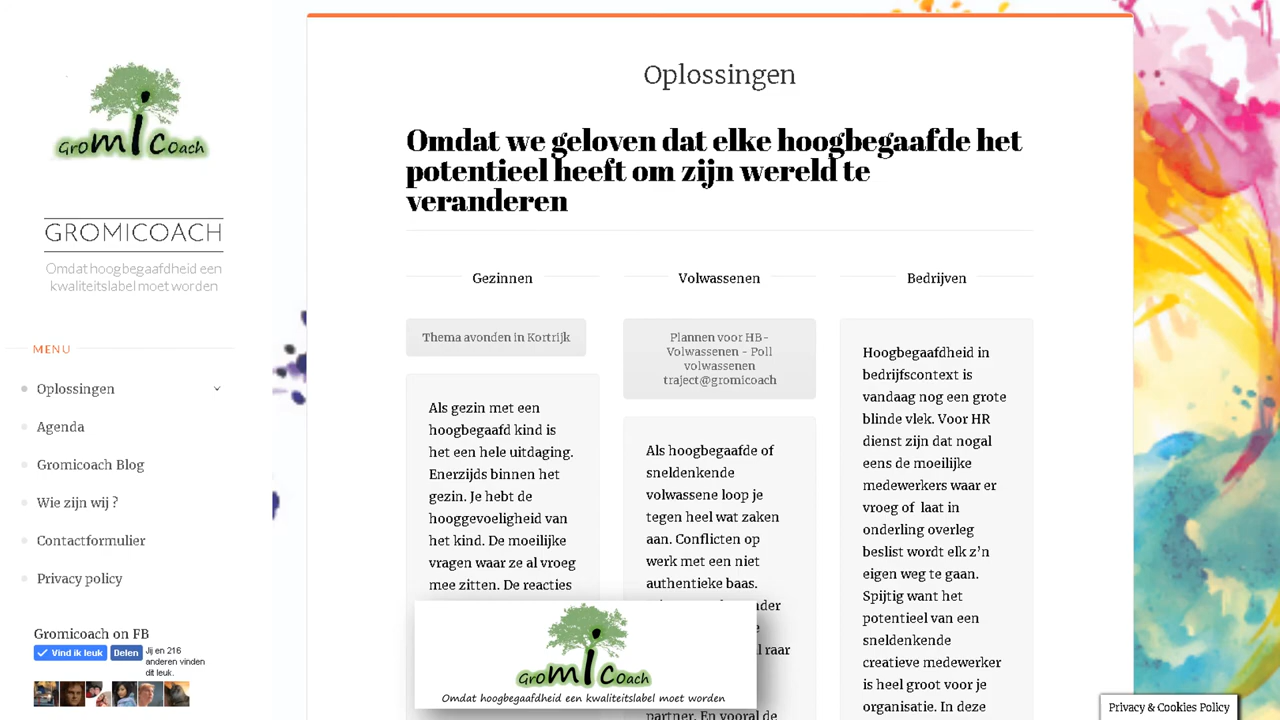 GromiCoach
GROMICOACH
Omdat hoogbegaafdheid een
kwaliteitslabel moet worden
MENU
Oplossingen
Agenda
Gromicoach Blog
Wie zijn wij ?
Contactformulier
Privacy policy
Gromicoach on FB
Vind ik leuk
Delen
Jij en 216
anderen vinden
dit leuk.
Oplossingen
Omdat we geloven dat elke hoogbegaafde het
potentieel heeft om zijn wereld te
veranderen
Gezinnen
Thema avonden in Kortrijk
Als gezin met een
hoogbegaafd kind is
het een hele uitdaging.
Enerzijds binnen het
gezin. Je hebt de
hooggevoeligheid van
het kind. De moeilijke
vragen waar ze al vroeg
mee zitten. De reacties
Volwassenen
Plannen voor HB-
Volwassenen - Poll
volwassenen
traject@gromicoach
Als hoogbegaafde of
sneldenkende
volwassene loop je
tegen heel wat zaken
aan. Conflicten op
werk met een niet
authentieke baas.
raar
partner. En vooral de
Bedrijven
Hoogbegaafdheid in
bedrijfscontext is
vandaag nog een grote
blinde vlek. Voor HR
dienst zijn dat nogal
eens de moeilijke
medewerkers waar er
vroeg of laat in
onderling overleg
beslist wordt elk z’n
eigen weg te gaan.
Spijtig want het
potentieel van een
sneldenkende
creatieve medewerker
is heel groot voor je
organisatie. In deze
GromiCoach
Omdat hoogbegaafdheid een kwaliteitslabel moet worden
Privacy & Cookies Policy